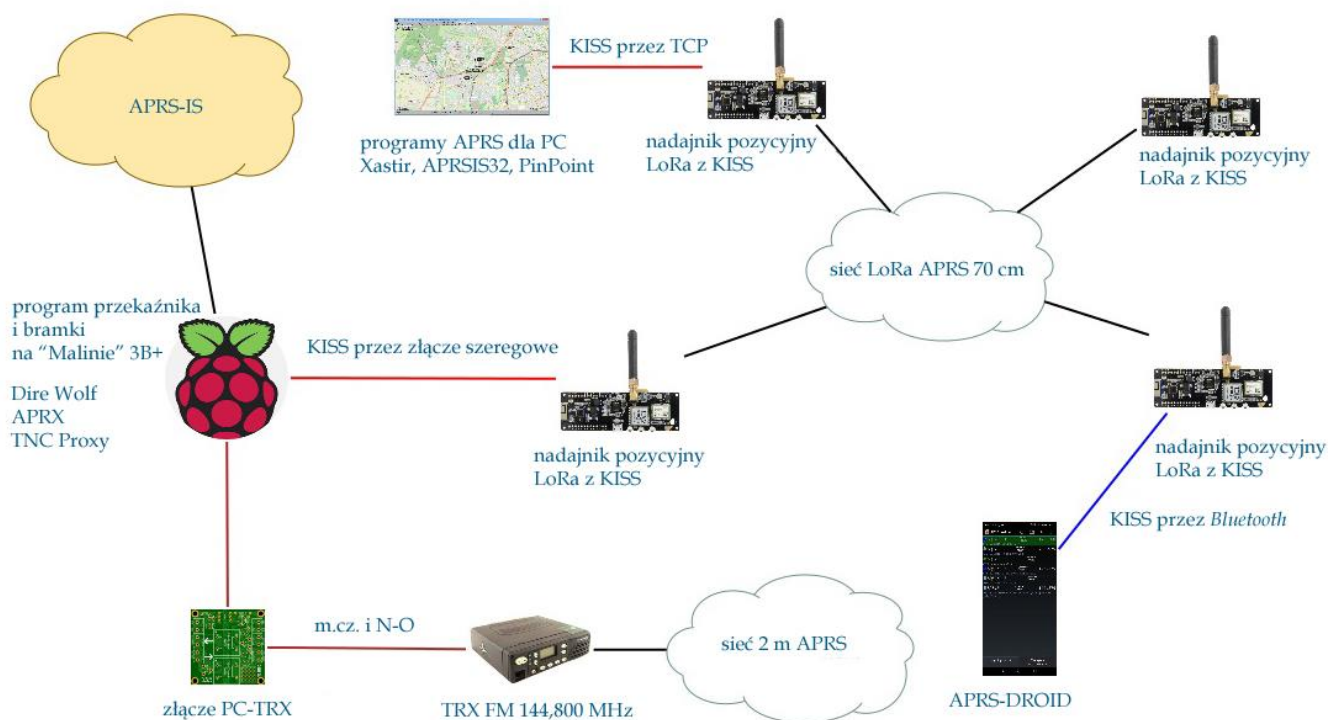 APRS-IS
KISS przez TCP
programy APRS dla PC
Xastir, APRSIS32, PinPoint
nadajnik pozycyjny
LoRa z KISS
nadajnik pozycyjny
LoRa z KISS
sieć LoRa APRS 70 cm
program przekaźnika
i bramki
na “Malinie” 3B+
Dire Wolf
APRX
TNC Proxy
KISS przez złącze szeregowe
nadajnik pozycyjny
LoRa z KISS
nadajnik pozycyjny
LoRa z KISS
KISS przez Bluetooth
m.cz. i N-O
sieć 2 m APRS
złącze PC-TRX
TRX FM 144,800 MHz
APRS-DROID